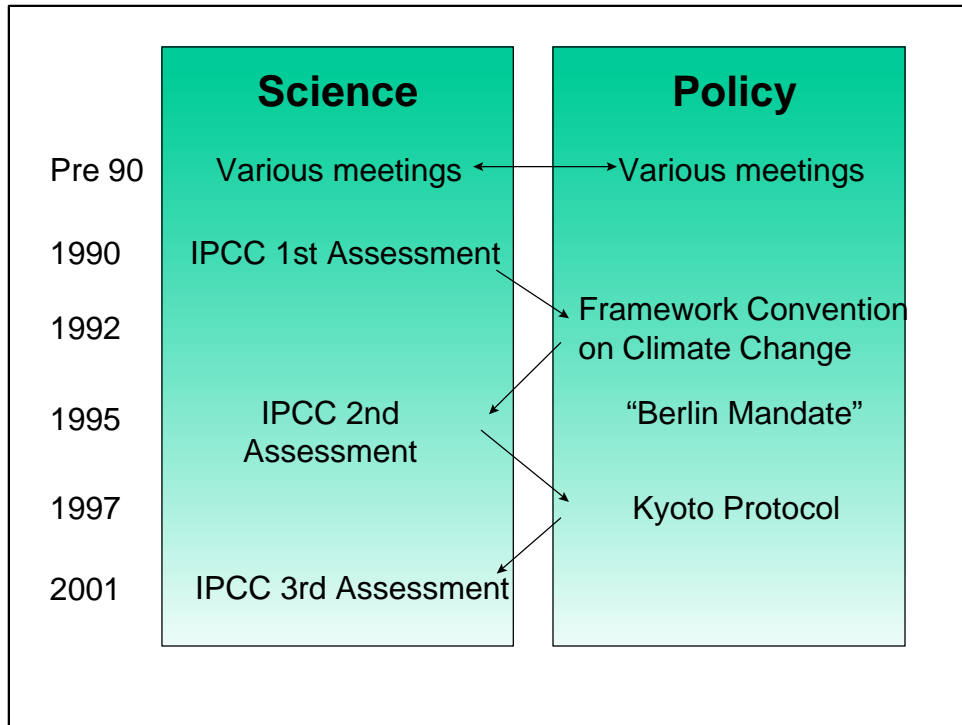 Science
Policy
Pre 90
Various meetings
Various meetings
1990
IPCC 1st Assessment
1992
Framework Convention
on Climate Change
1995
IPCC 2nd
Assessment
“Berlin Mandate”
1997
Kyoto Protocol
2001
IPCC 3rd Assessment